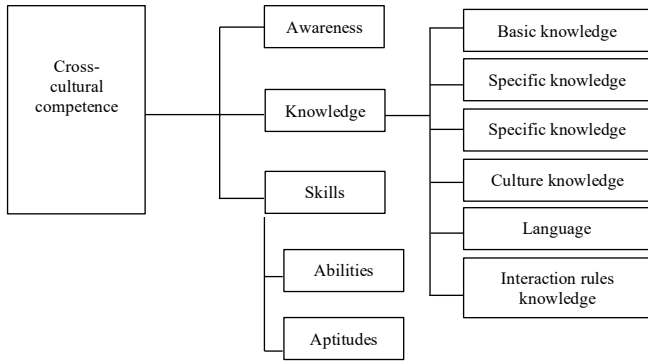 Cross-
cultural
competence
Awareness
Knowledge
Skills
Abilities
Aptitudes
Basic knowledge
Specific knowledge
Specific knowledge
Culture knowledge
Language
Interaction rules
knowledge